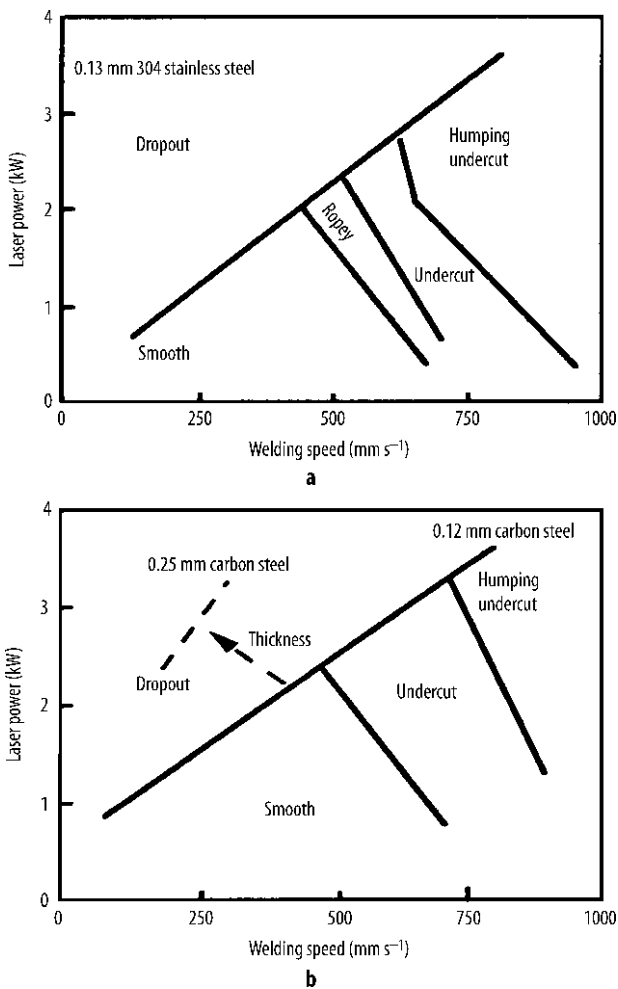 4
0.13 mm 304 stainless steel
3
Dropout
Humping
undercut
Laser power (kW)
2
Ropey
Undercut
1
Smooth
0
0
250
500
750
1000
Welding speed (mm s–1)
a
4
0.12 mm carbon steel
0.25 mm carbon steel
Humping
undercut
3
Thickness
Dropout
Undercut
Laser power (kW)
2
1
Smooth
0
0
250
500
750
1000
Welding speed (mm s–1)
b